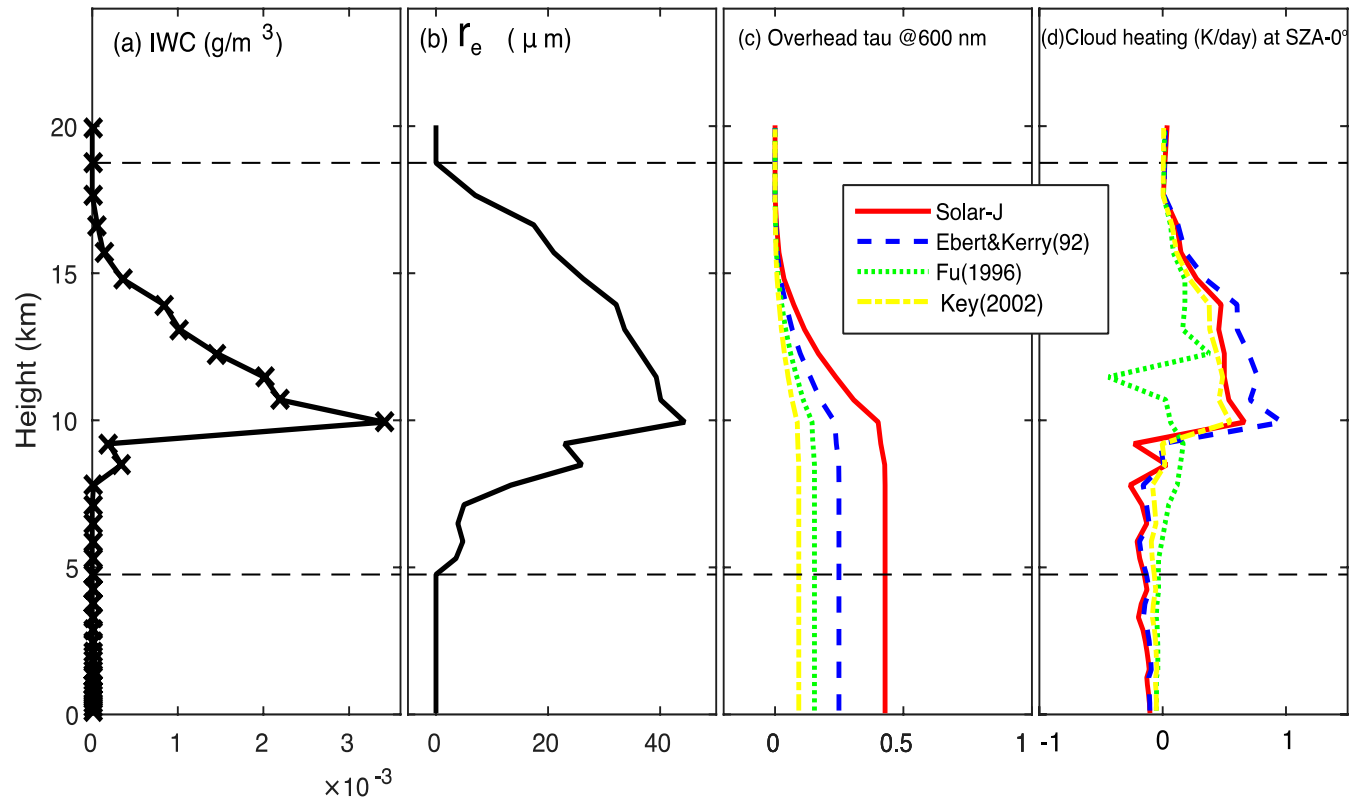 (a) IWC (g/m ³)
(b) rₑ ( μ m)
(c) Overhead tau @600 nm
(d)Cloud heating (K/day) at SZA-0°
Height (km)
20
15
10
5
0
Solar-J
Ebert&Kerry(92)
Fu(1996)
Key(2002)
0 1 2 3
×10⁻³
0 20 40
0 0.5 1
-1 0 1